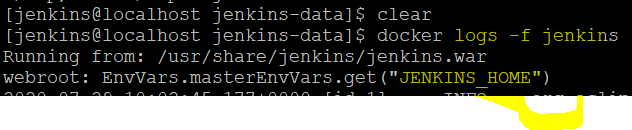 [jenkins@localhost jenkins-data]$ clear
[jenkins@localhost jenkins-data]$ docker logs -f jenkins
Running from: /usr/share/jenkins/jenkins.war
webroot: EnvVars.masterEnvVars.get("JENKINS_HOME")